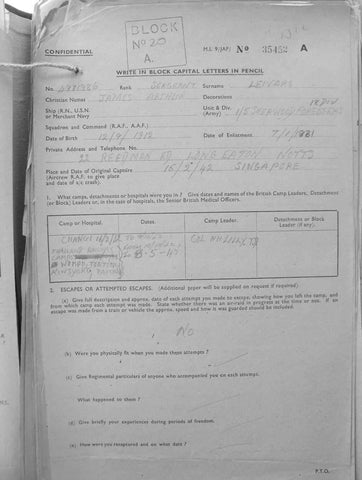 BLOCK
No 20
A.
CONFIDENTIAL
M.I. 9/JAP/ No 35452 A
WRITE IN BLOCK CAPITAL LETTERS IN PENCIL
No. Rank SERGEANT Surname
Christian Names JAMES ARTHUR Decorations
Ship (R.N., U.S.N. or Merchant Navy)
Unit & Div. (Army) 1/5 SHERWOOD FORESTERS
Squadron and Command (R.A.F., A.A.F.)
Date of Birth 12/9/1912 Date of Enlistment
Private Address and Telephone No.
22 REEDMAN RD LONG EATON NOTTS
Place and Date of Original Capture 15/2/42 SINGAPORE
(Aircrew R.A.F. to give place and date of a/c crash).
1. What camps, detachments or hospitals were you in? Give dates and names of the British Camp Leaders, Detachment (or Block) Leaders or, in the case of hospitals, the Senior British Medical Officers.
Camp or Hospital. Dates. Camp Leader. Detachment or Block Leader (if any).
CHANGI
COL
2. ESCAPES OR ATTEMPTED ESCAPES. (Additional paper will be supplied on request if required)
(a) Give full description and approx. date of each attempt you made to escape, showing how you left the camp, and from which camp each attempt was made. State whether there was an air-raid in progress at the time or not. If an escape was made from a train or vehicle the approx. speed and how it was guarded should be included.
No
(b) Were you physically fit when you made these attempts ?
(c) Give Regimental particulars of anyone who accompanied you on each attempt.
What happened to them ?
(d) Give briefly your experiences during periods of freedom.
(e) How were you recaptured and on what date ?
P.T.O.